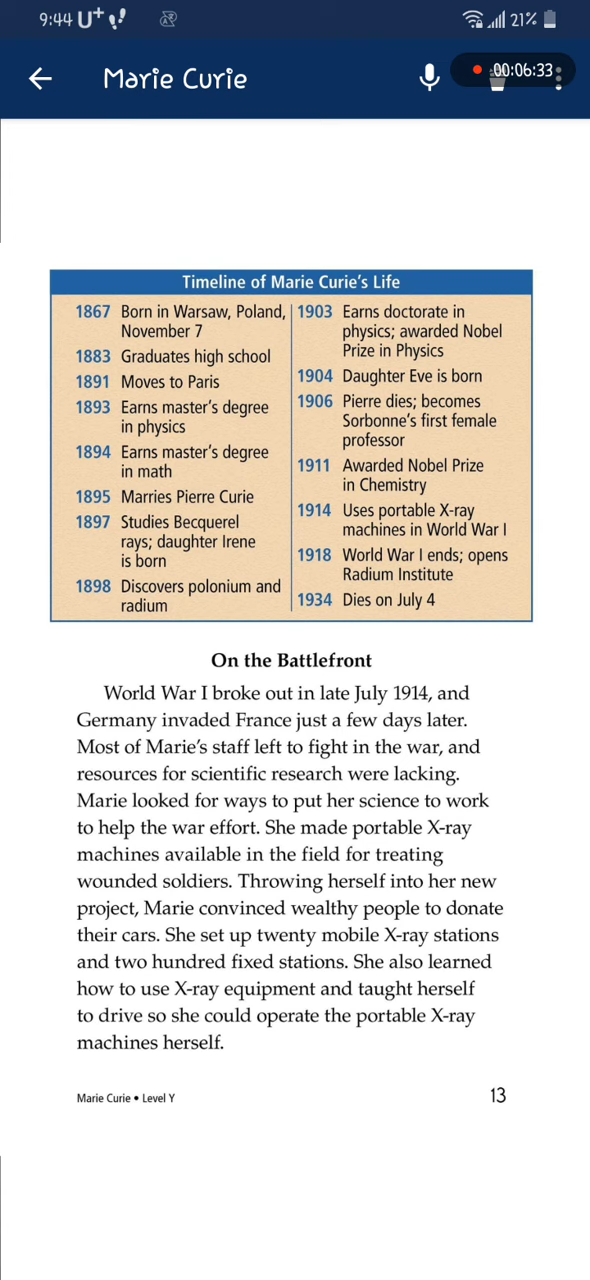 9:44 U+
21%
Marie Curie
00:06:33
Timeline of Marie Curie's Life
1867 Born in Warsaw, Poland,
November 7
1883 Graduates high school
1891 Moves to Paris
1893 Earns master's degree
in physics
1894 Earns master's degree
in math
1895 Marries Pierre Curie
1897 Studies Becquerel
rays; daughter Irene
is born
1898 Discovers polonium and
radium
1903 Earns doctorate in
physics; awarded Nobel
Prize in Physics
1904 Daughter Eve is born
1906 Pierre dies; becomes
Sorbonne's first female
professor
1911 Awarded Nobel Prize
in Chemistry
1914 Uses portable X-ray
machines in World War I
1918 World War I ends; opens
Radium Institute
1934 Dies on July 4
On the Battlefront
World War I broke out in late July 1914, and
Germany invaded France just a few days later.
Most of Marie's staff left to fight in the war, and
resources for scientific research were lacking.
Marie looked for ways to put her science to work
to help the war effort. She made portable X-ray
machines available in the field for treating
wounded soldiers. Throwing herself into her new
project, Marie convinced wealthy people to donate
their cars. She set up twenty mobile X-ray stations
and two hundred fixed stations. She also learned
how to use X-ray equipment and taught herself
to drive so she could operate the portable X-ray
machines herself.
Marie Curie • Level Y
13